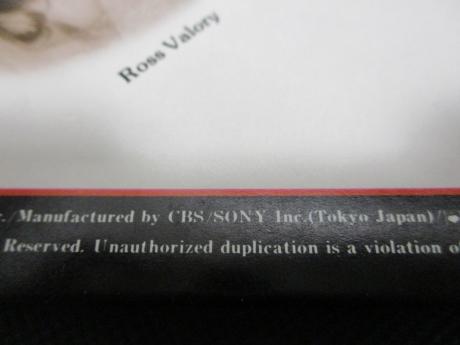 Ross Valory
c./Manufactured by CBS/SONY Inc.(Tokyo Japan)/
Reserved. Unauthorized duplication is a violation o